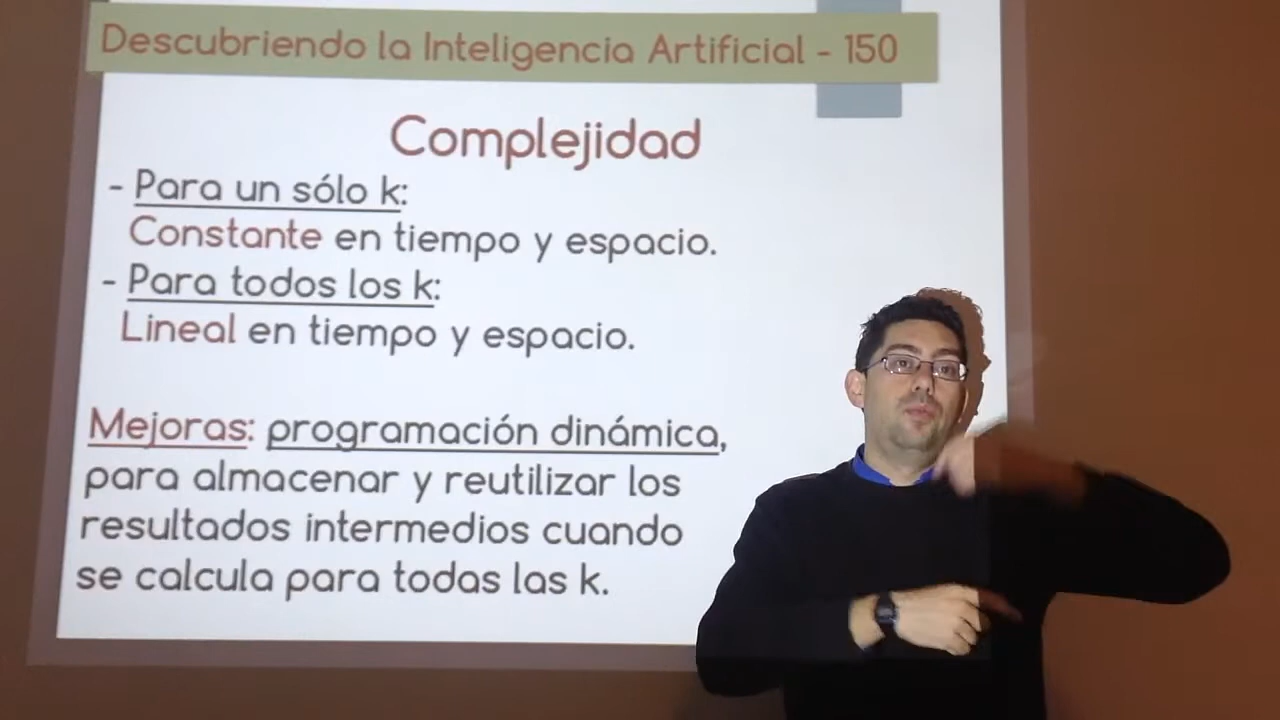 Descubriendo la Inteligencia Artificial - 150
Complejidad
- Para un sólo k:
Constante en tiempo y espacio.
- Para todos los k:
Lineal en tiempo y espacio.
Mejoras: programación dinámica,
para almacenar y reutilizar los
resultados intermedios cuando
se calcula para todas las k.